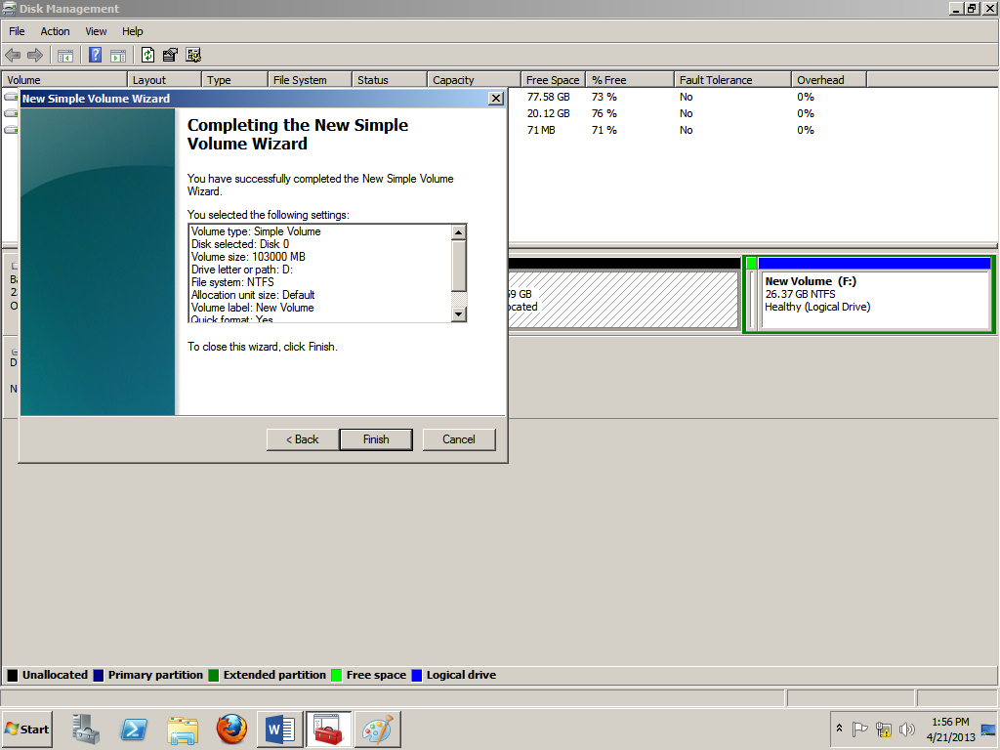 Disk Management
File Action View Help
Volume Layout Type File System Status Capacity Free Space % Free Fault Tolerance Overhead
77.58 GB 73 % No 0%
20.12 GB 76 % No 0%
71 MB 71 % No 0%
New Simple Volume Wizard
Completing the New Simple
Volume Wizard
You have successfully completed the New Simple Volume
Wizard.
You selected the following settings:
Volume type: Simple Volume
Disk selected: Disk 0
Volume size: 103000 MB
Drive letter or path: D:
File system: NTFS
Allocation unit size: Default
Volume label: New Volume
Quick format: Yes
To close this wizard, click Finish.
< Back Finish Cancel
9 GB
ocated
New Volume (F:)
26.37 GB NTFS
Healthy (Logical Drive)
Unallocated Primary partition Extended partition Free space Logical drive
Start
1:56 PM
4/21/2013